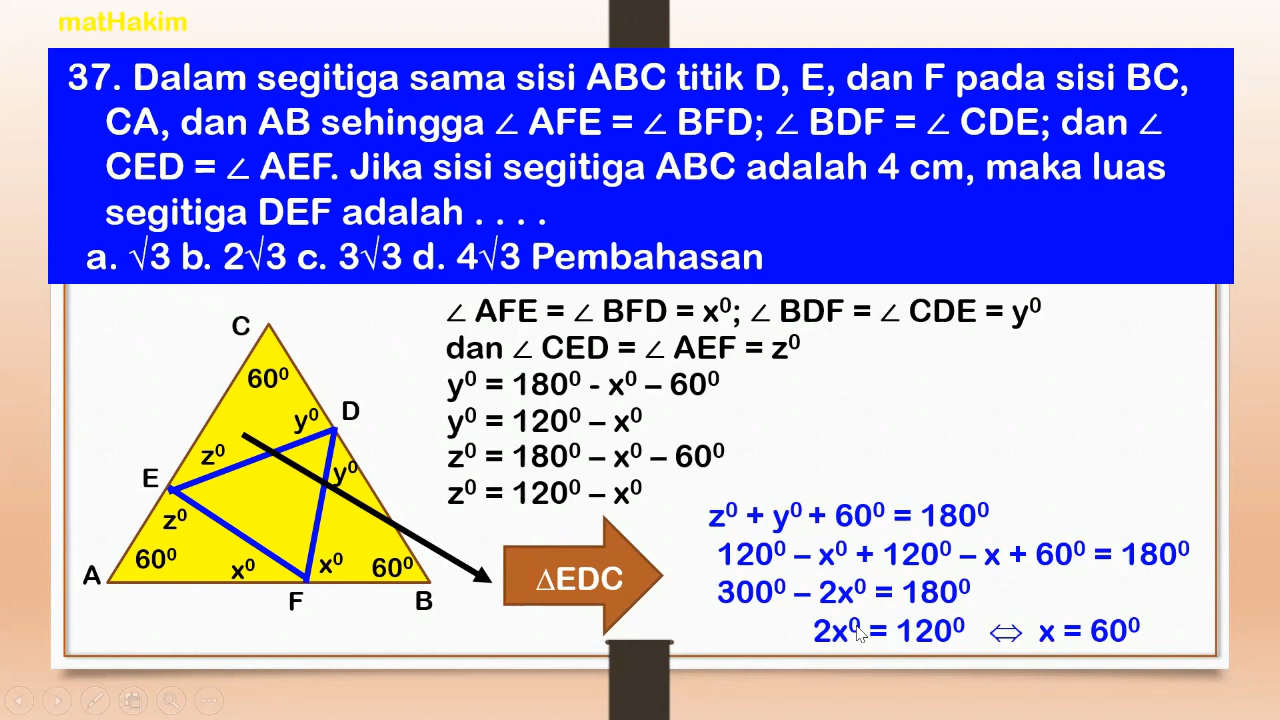 matHakim
37. Dalam segitiga sama sisi ABC titik D, E, dan F pada sisi BC,
CA, dan AB sehingga ∠ AFE = ∠ BFD; ∠ BDF = ∠ CDE; dan ∠
CED = ∠ AEF. Jika sisi segitiga ABC adalah 4 cm, maka luas
segitiga DEF adalah . . . .
a. √3 b. 2√3 c. 3√3 d. 4√3 Pembahasan
∠ AFE = ∠ BFD = x⁰; ∠ BDF = ∠ CDE = y⁰
dan ∠ CED = ∠ AEF = z⁰
y⁰ = 180⁰ - x⁰ – 60⁰
y⁰ = 120⁰ – x⁰
z⁰ = 180⁰ – x⁰ – 60⁰
z⁰ = 120⁰ – x⁰
C
60⁰
y⁰
D
z⁰
y⁰
E
z⁰
60⁰
x⁰
x⁰
60⁰
A
F
B
∆EDC
z⁰ + y⁰ + 60⁰ = 180⁰
120⁰ – x⁰ + 120⁰ – x + 60⁰ = 180⁰
300⁰ – 2x⁰ = 180⁰
2x⁰ = 120⁰ ⇔ x = 60⁰